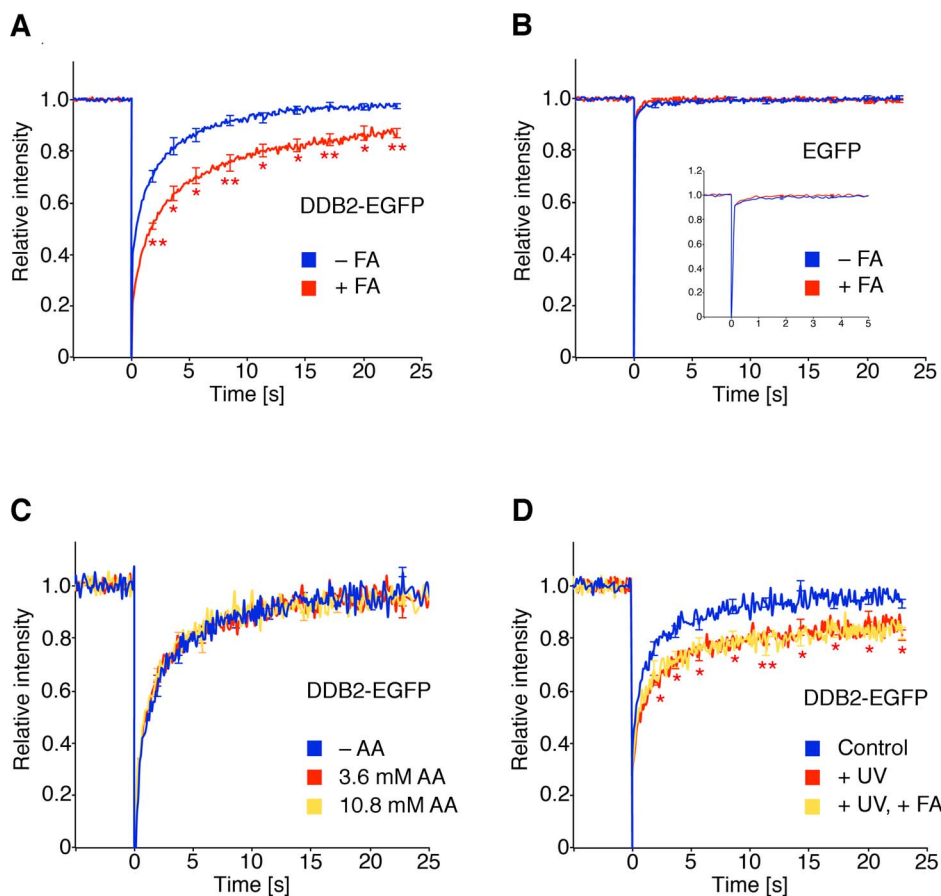 A
Relative intensity
1.0
0.8
0.6
0.4
0.2
0
DDB2-EGFP
– FA
+ FA
** * * ** * * ** * **
0 5 10 15 20 25
Time [s]
B
Relative intensity
1.0
0.8
0.6
0.4
0.2
0
EGFP
1.2
1.0
0.8
0.6
0.4
0.2
0
0 1 2 3 4 5
– FA
+ FA
0 5 10 15 20 25
Time [s]
C
Relative intensity
1.0
0.8
0.6
0.4
0.2
0
DDB2-EGFP
– AA
3.6 mM AA
10.8 mM AA
0 5 10 15 20 25
Time [s]
D
Relative intensity
1.0
0.8
0.6
0.4
0.2
0
* * * * ** * * * *
DDB2-EGFP
Control
+ UV
+ UV, + FA
0 5 10 15 20 25
Time [s]